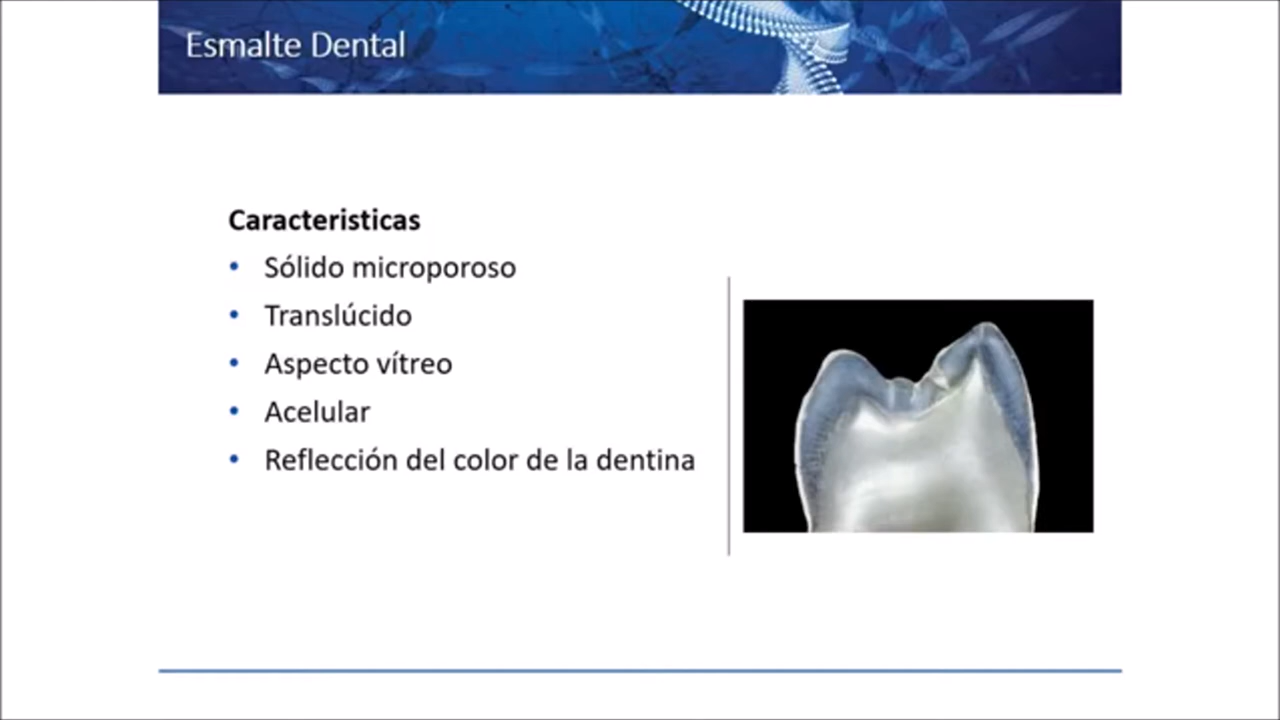 Esmalte Dental
Caracteristicas
• Sólido microporoso
• Translúcido
• Aspecto vítreo
• Acelular
• Reflección del color de la dentina